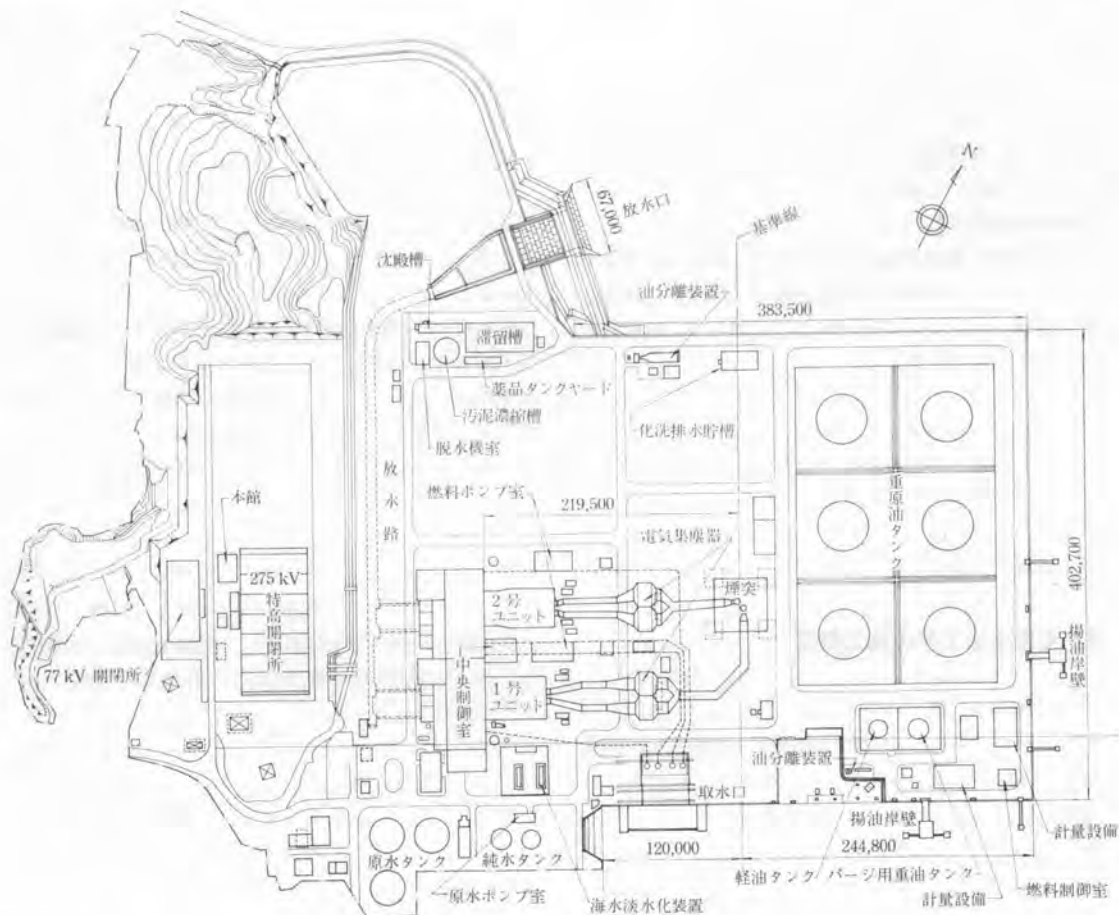 N
67,000
放水口
基準線
沈殿槽
油分離装置
383,500
滞留槽
薬品タンクヤード
汚泥濃縮槽
化洗排水貯槽
脱水機室
放水路
燃料ポンプ室
219,500
重原油タンク
本館
電気集塵器
275 kV
特高開閉所
煙突
2号
ユニット
402,700
揚油岸壁
77 kV 開閉所
中央制御室
1号
ユニット
油分離装置
取水口
揚油岸壁
計量設備
原水タンク
純水タンク
120,000
244,800
軽油タンク
バージ用重油タンク
燃料制御室
原水ポンプ室
海水淡水化装置
計量設備